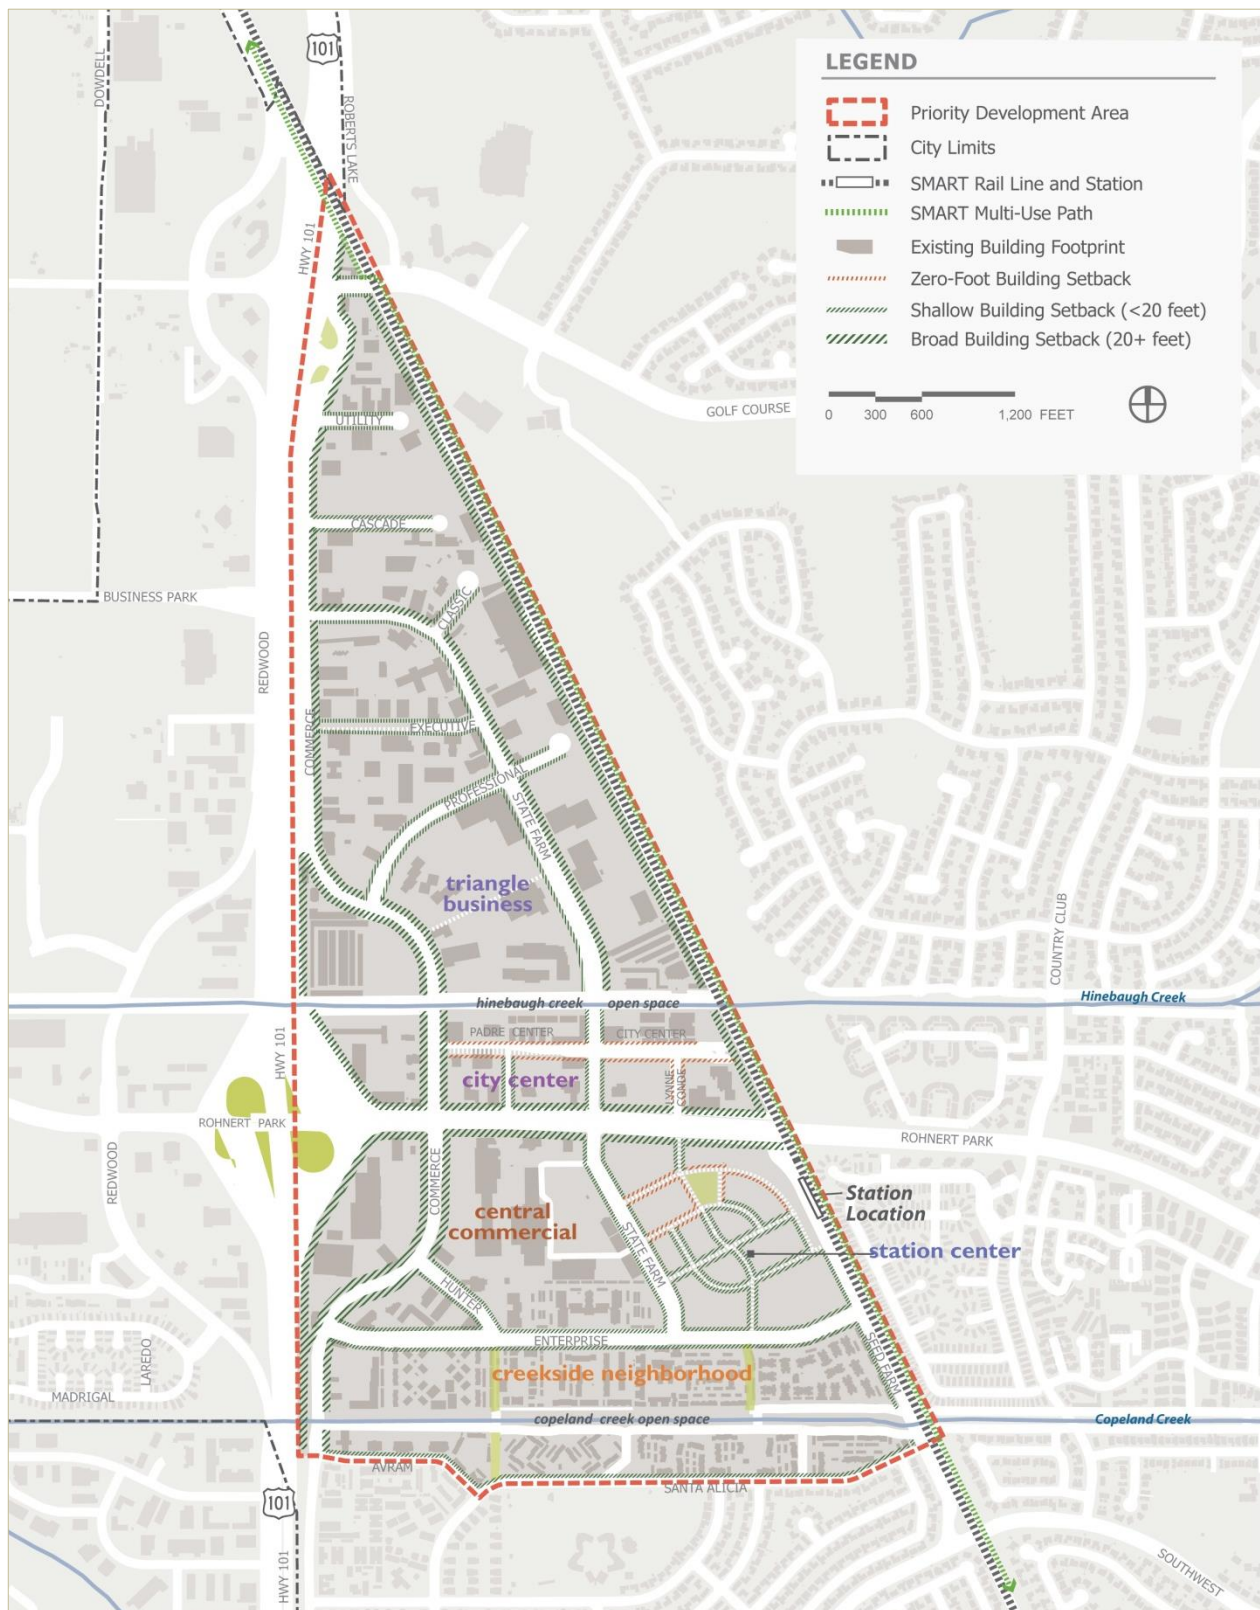 101
DOWDELL
ROBERTS LAKE
LEGEND
Priority Development Area
City Limits
SMART Rail Line and Station
SMART Multi-Use Path
Existing Building Footprint
Zero-Foot Building Setback
Shallow Building Setback (<20 feet)
Broad Building Setback (20+ feet)
0 300 600 1,200 FEET
HWY 101
GOLF COURSE
UTILITY
CASCADE
BUSINESS PARK
CLASSIC
REDWOOD
COMMERCE
EXECUTIVE
PROFESSIONAL
STATE FARM
triangle
business
COUNTRY CLUB
hinebaugh creek open space
Hinebaugh Creek
PADRE CENTER
CITY CENTER
HWY 101
city center
LYNNE
CONDE
ROHNERT PARK
ROHNERT PARK
REDWOOD
COMMERCE
central
commercial
STATE FARM
Station
Location
station center
HUNTER
ENTERPRISE
SEED FARM
LAREDO
creekside neighborhood
MADRIGAL
copeland creek open space
Copeland Creek
AVRAM
SANTA ALICIA
101
HWY 101
SOUTHWEST